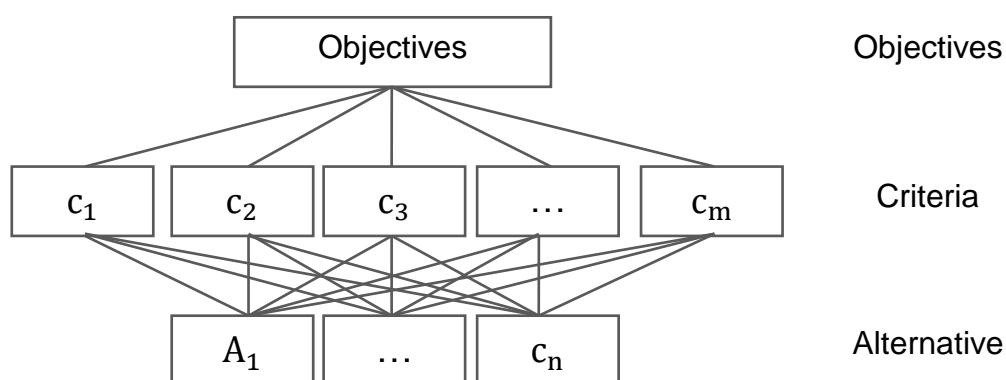 Objectives Objectives
c₁ c₂ c₃ … cₘ Criteria
A₁ … cₙ Alternative